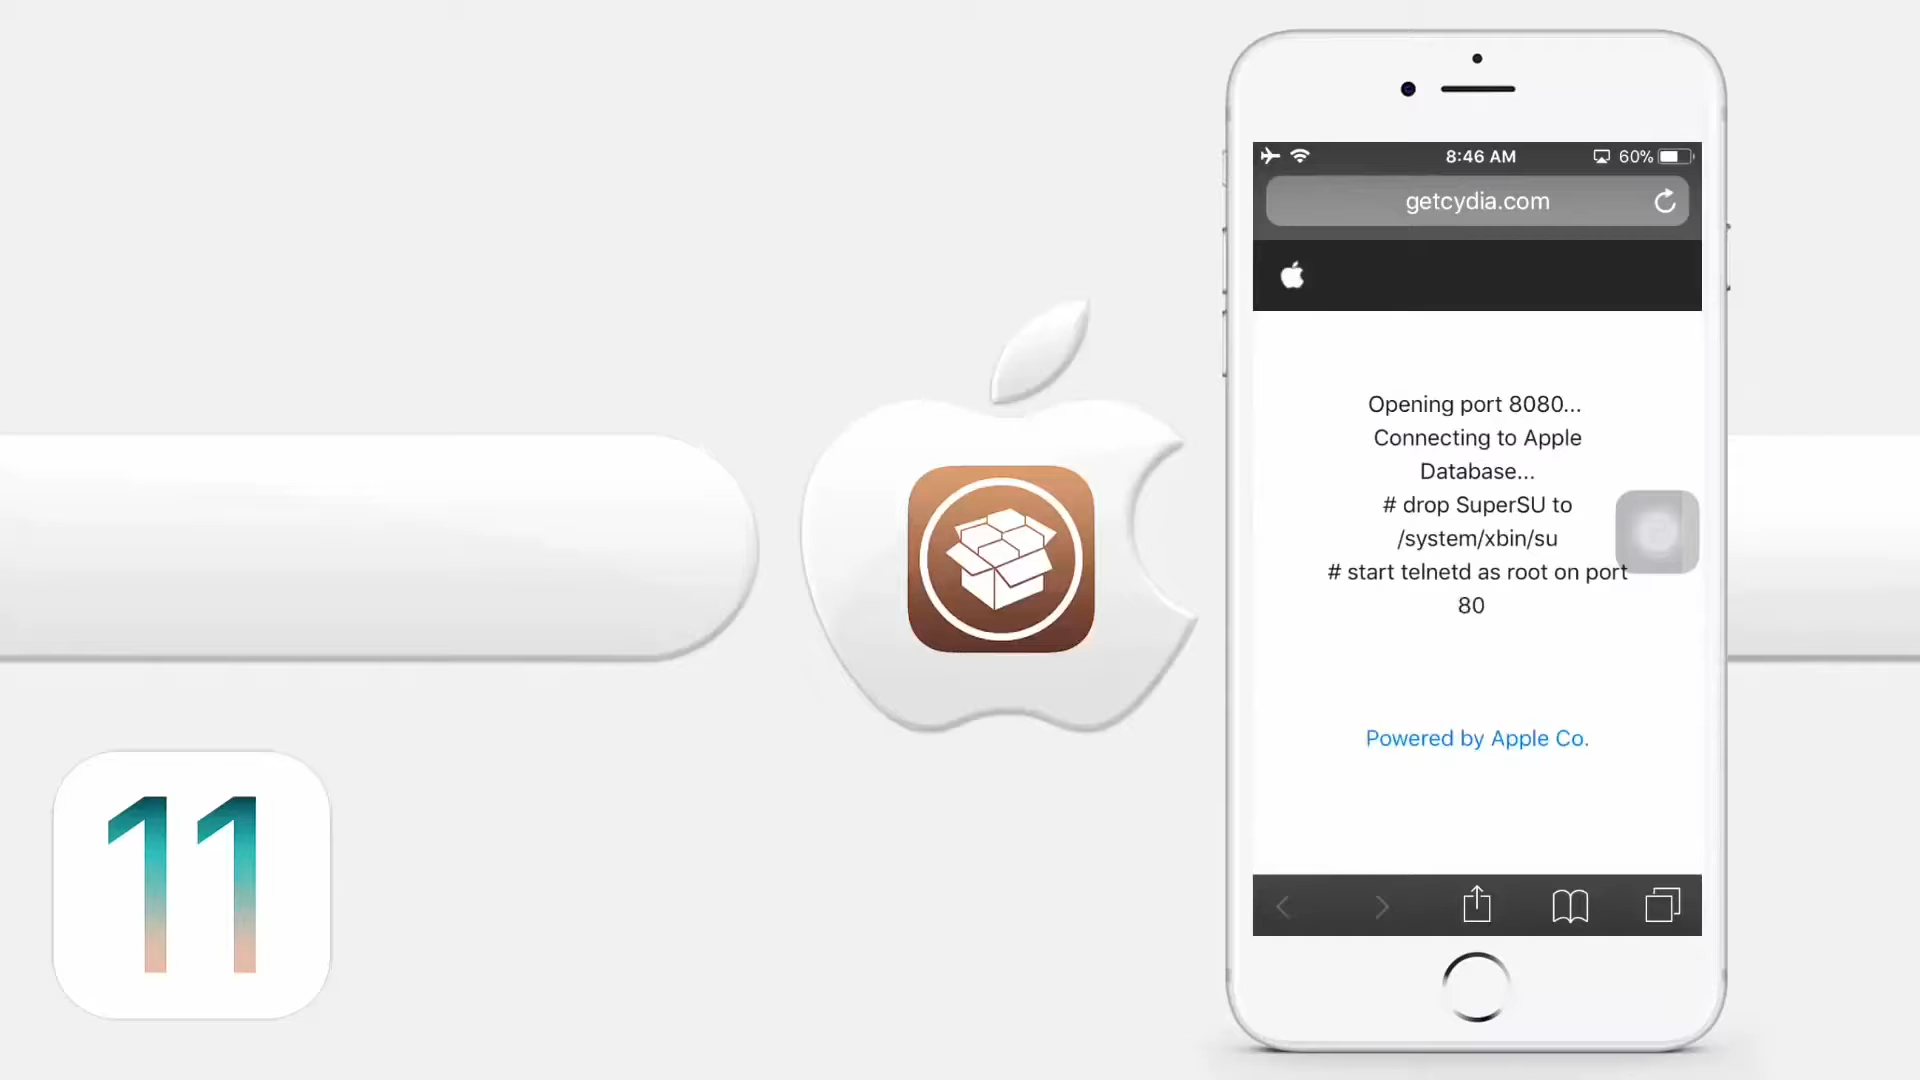 8:46 AM
60%
getcydia.com
Opening port 8080...
Connecting to Apple
Database...
# drop SuperSU to
/system/xbin/su
# start telnetd as root on port
80
Powered by Apple Co.
11